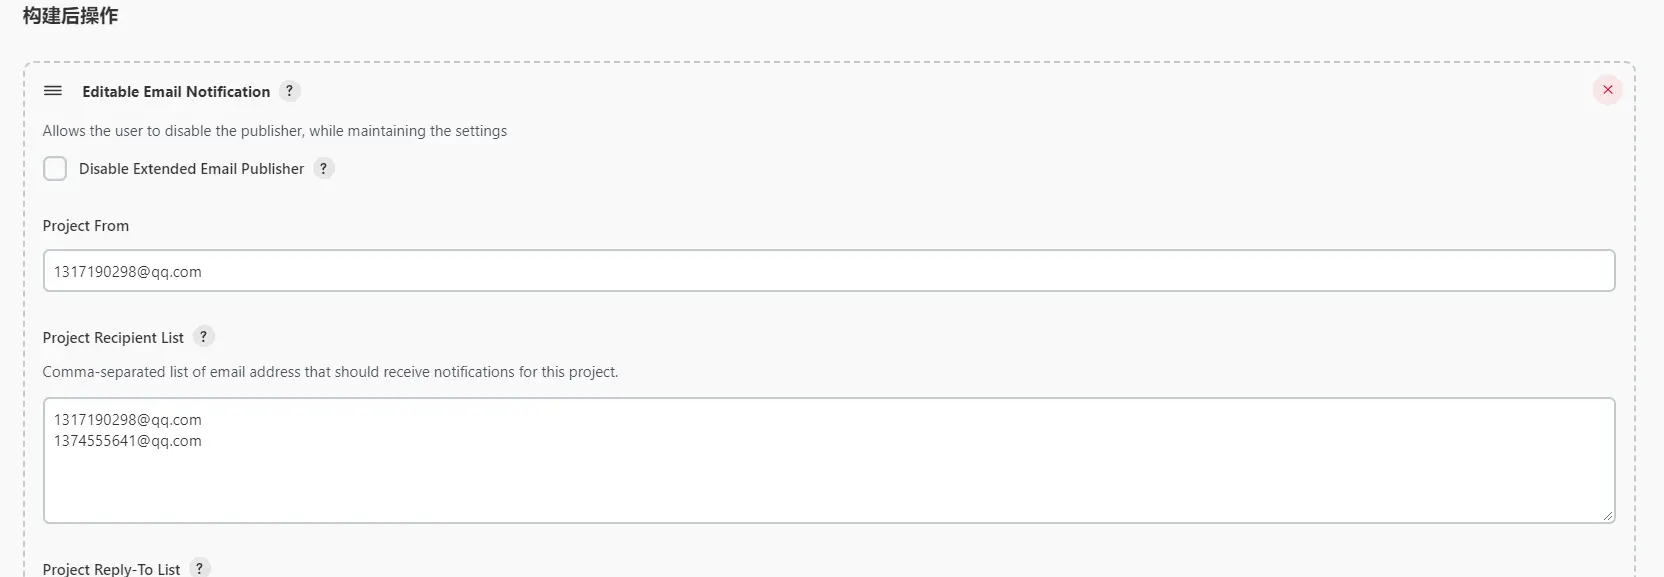 构建后操作
Editable Email Notification ?
Allows the user to disable the publisher, while maintaining the settings
Disable Extended Email Publisher ?
Project From
1317190298@qq.com
Project Recipient List ?
Comma-separated list of email address that should receive notifications for this project.
1317190298@qq.com
1374555641@qq.com
Project Reply-To List ?